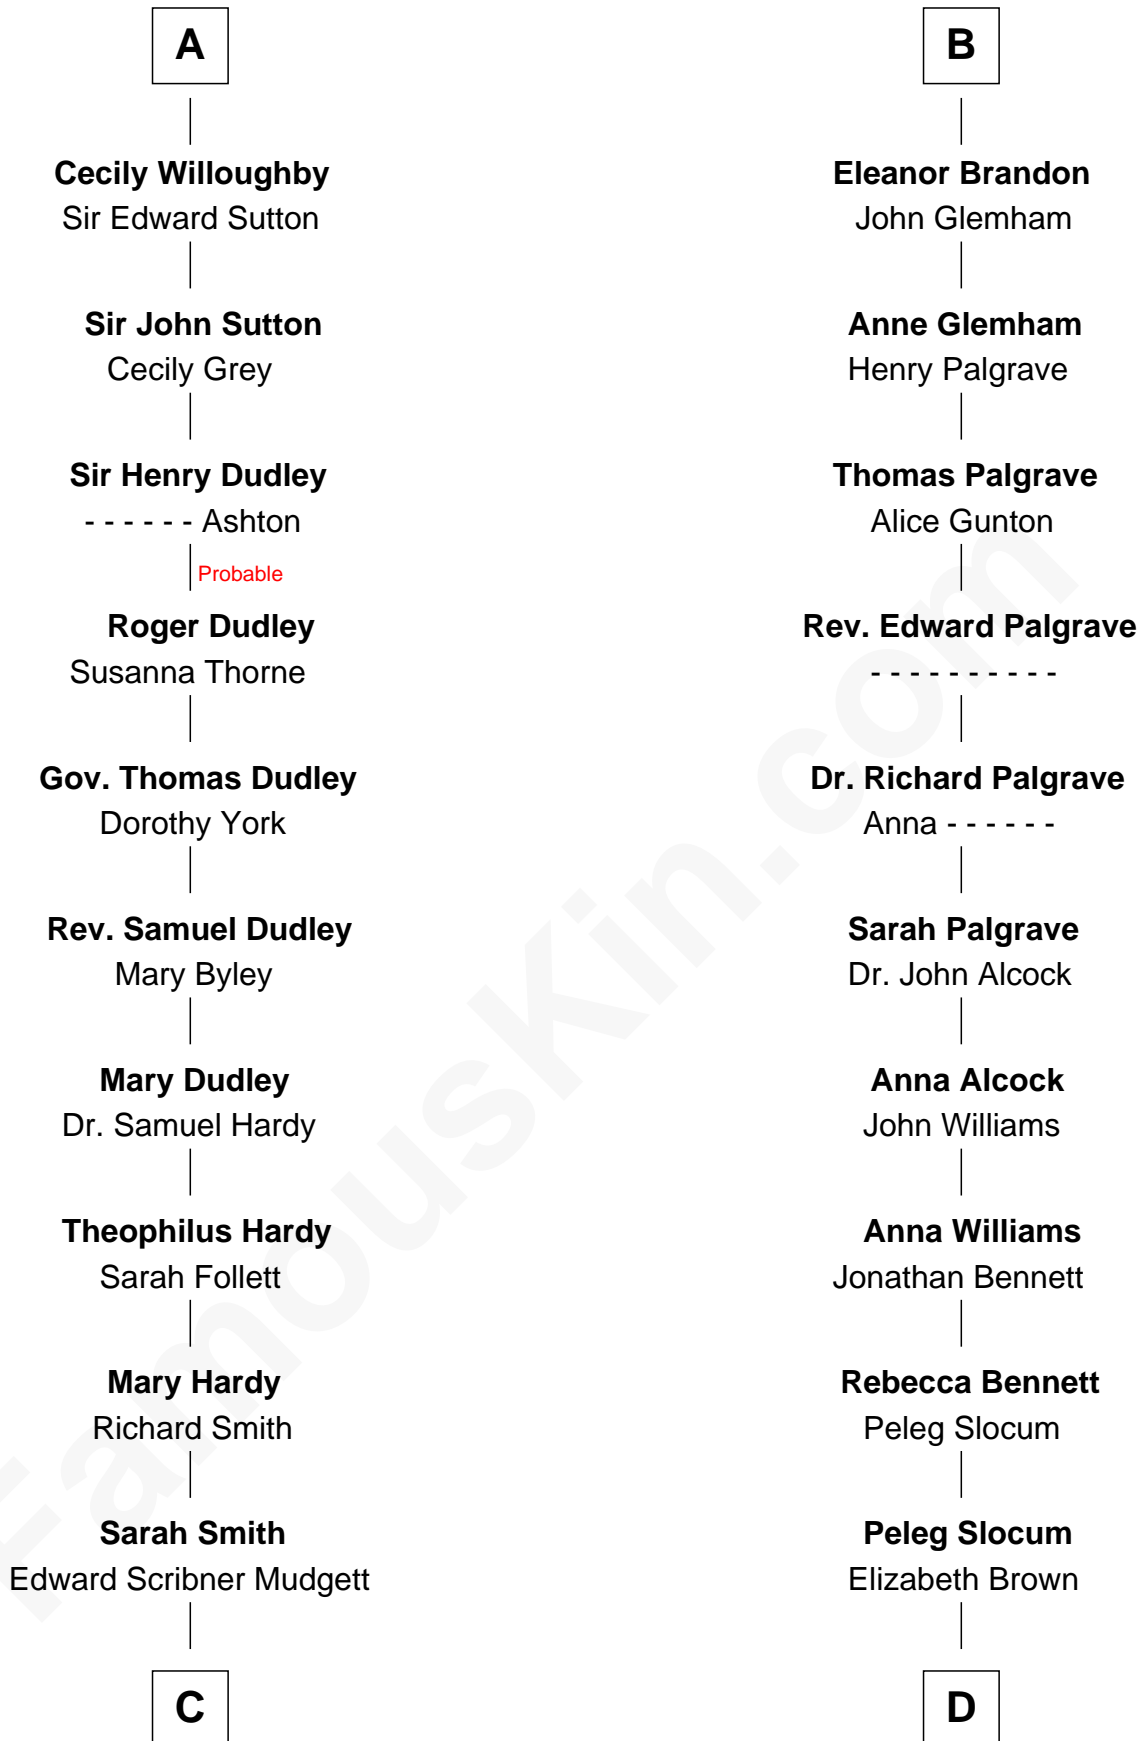 A
Cecily Willoughby
Sir Edward Sutton
Sir John Sutton
Cecily Grey
Sir Henry Dudley
- - - - - - Ashton
Probable
Roger Dudley
Susanna Thorne
Gov. Thomas Dudley
Dorothy York
Rev. Samuel Dudley
Mary Byley
Mary Dudley
Dr. Samuel Hardy
Theophilus Hardy
Sarah Follett
Mary Hardy
Richard Smith
Sarah Smith
Edward Scribner Mudgett
C
B
Eleanor Brandon
John Glemham
Anne Glemham
Henry Palgrave
Thomas Palgrave
Alice Gunton
Rev. Edward Palgrave
- - - - - - - - - -
Dr. Richard Palgrave
Anna - - - - - -
Sarah Palgrave
Dr. John Alcock
Anna Alcock
John Williams
Anna Williams
Jonathan Bennett
Rebecca Bennett
Peleg Slocum
Peleg Slocum
Elizabeth Brown
D
FamousKin.com